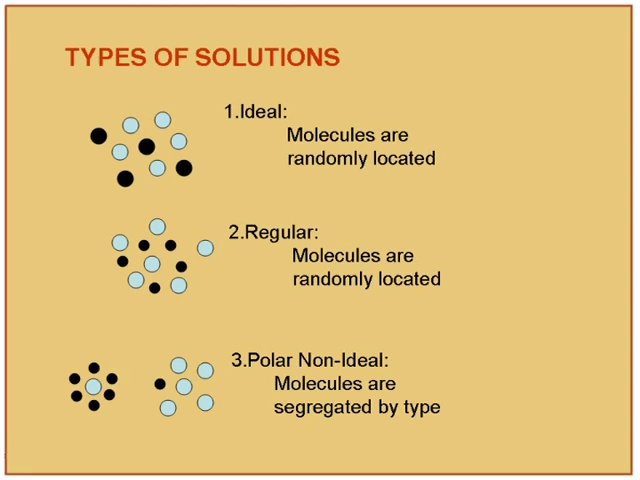 TYPES OF SOLUTIONS
1.Ideal:
Molecules are
randomly located
2.Regular:
Molecules are
randomly located
3.Polar Non-Ideal:
Molecules are
segregated by type